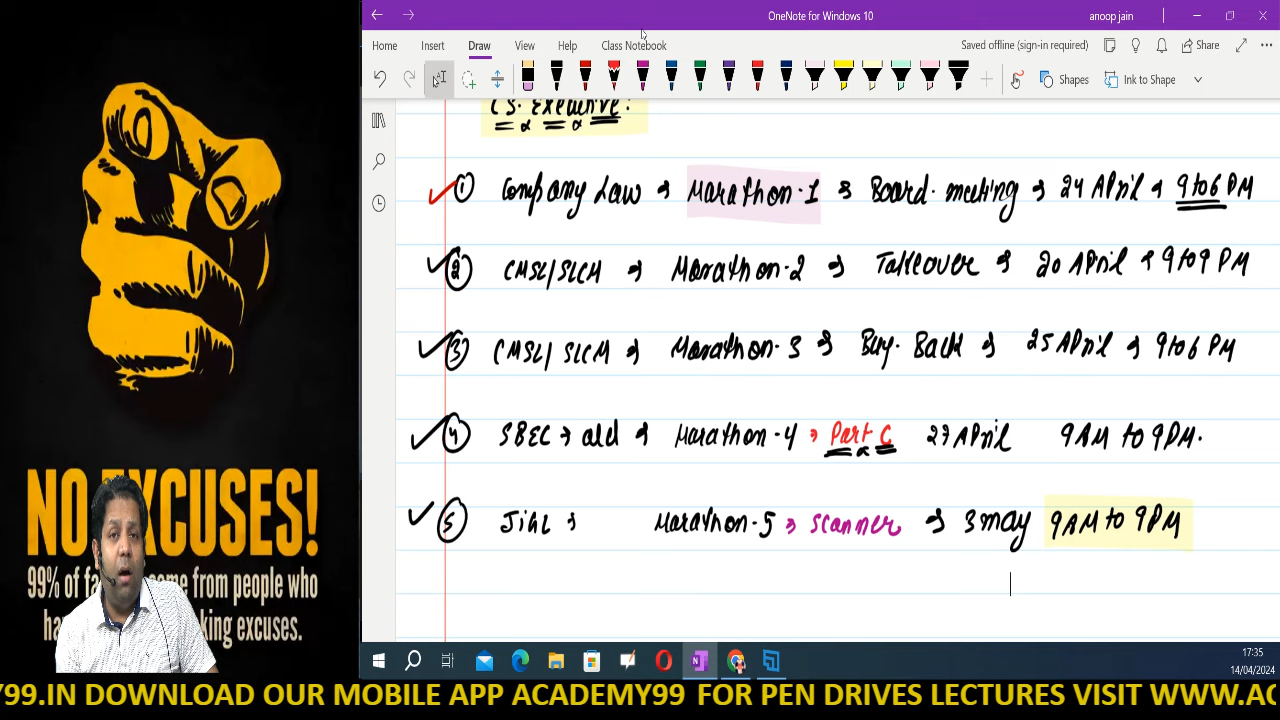 OneNote for Windows 10
anoop jain
Home Insert Draw View Help Class Notebook
Saved offline (sign-in required)
Share
Shapes
Ink to Shape
CS. Executive:
① Company Law → Marathon-1 → Board meeting → 24 April → 9 to 6 PM
② CMSL/SLCM → Marathon-2 → Takeover → 20 April → 9 to 9 PM
③ CMSL/SLCM → Marathon-3 → Buy-Back → 25 April → 9 to 6 PM
④ SBEC → old → Marathon-4 → Part C 27 April 9AM to 9PM.
⑤ JIGL → Marathon-5 → Scanner → 3 may 9AM to 9PM
NO EXCUSES!
99% of from people who
king excuses.
17:35
14/04/2024
Y99.IN DOWNLOAD OUR MOBILE APP ACADEMY99 FOR PEN DRIVES LECTURES VISIT WWW.AC